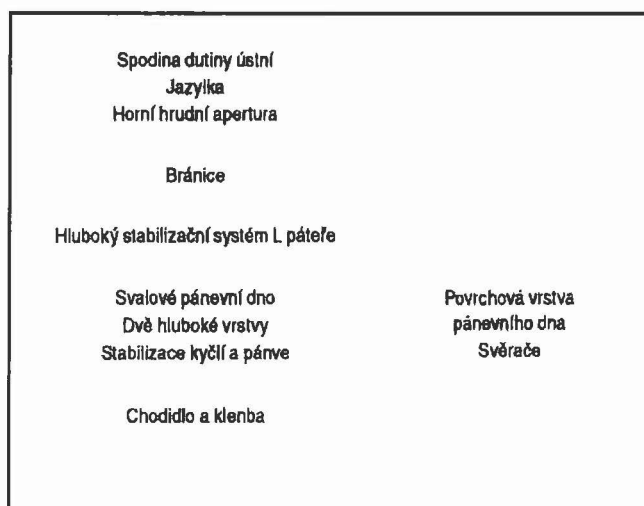 Spodina dutiny ústní
Jazylka
Horní hrudní apertura
Bránice
Hluboký stabilizační systém L páteře
Svalové pánevní dno
Dvě hluboké vrstvy
Stabilizace kyčlí a pánve
Povrchová vrstva
pánevního dna
Svěrače
Chodidlo a klenba